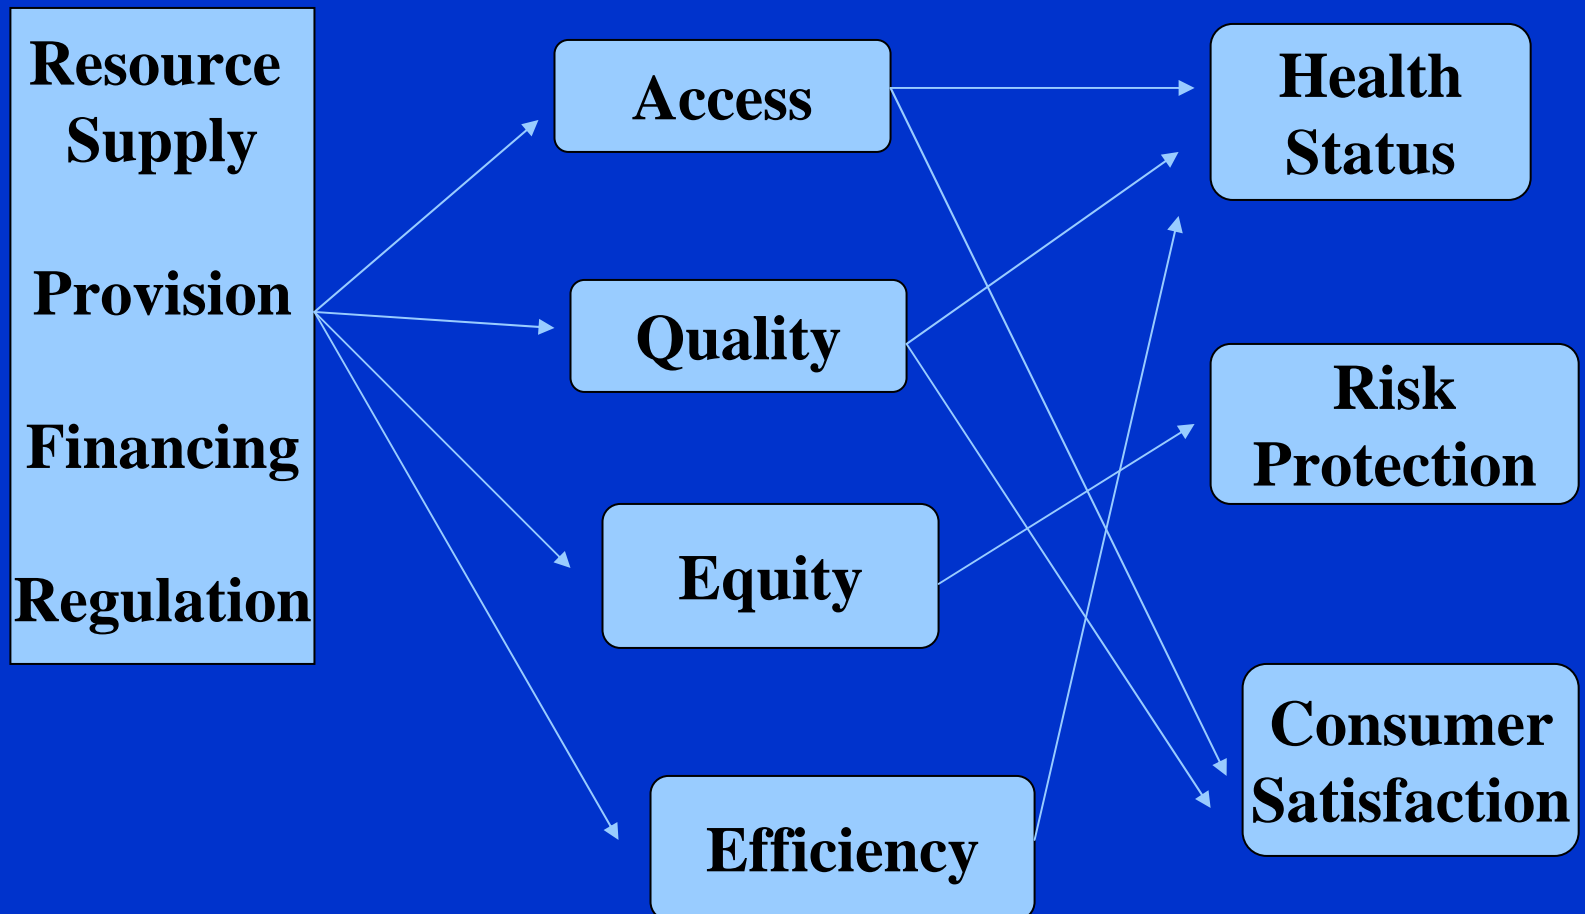 Resource
Supply
Provision
Financing
Regulation
Access
Quality
Equity
Efficiency
Health
Status
Risk
Protection
Consumer
Satisfaction